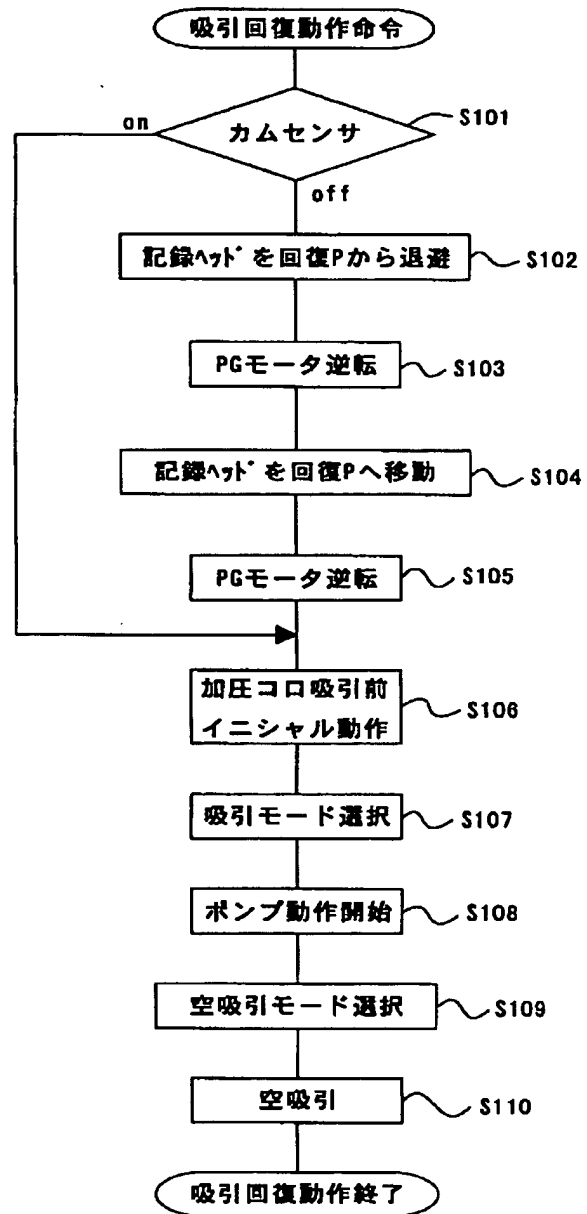 吸引回復動作命令
カムセンサ
S101
on
off
記録ヘッドを回復Pから退避
S102
PGモータ逆転
S103
記録ヘッドを回復Pへ移動
S104
PGモータ逆転
S105
加圧コロ吸引前
イニシャル動作
S106
吸引モード選択
S107
ポンプ動作開始
S108
空吸引モード選択
S109
空吸引
S110
吸引回復動作終了